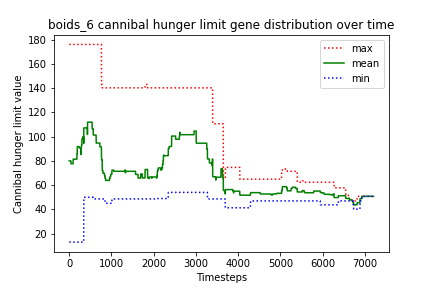 boids_6 cannibal hunger limit gene distribution over time
180
160
140
120
100
80
60
40
20
Cannibal hunger limit value
max
mean
min
0 1000 2000 3000 4000 5000 6000 7000
Timesteps